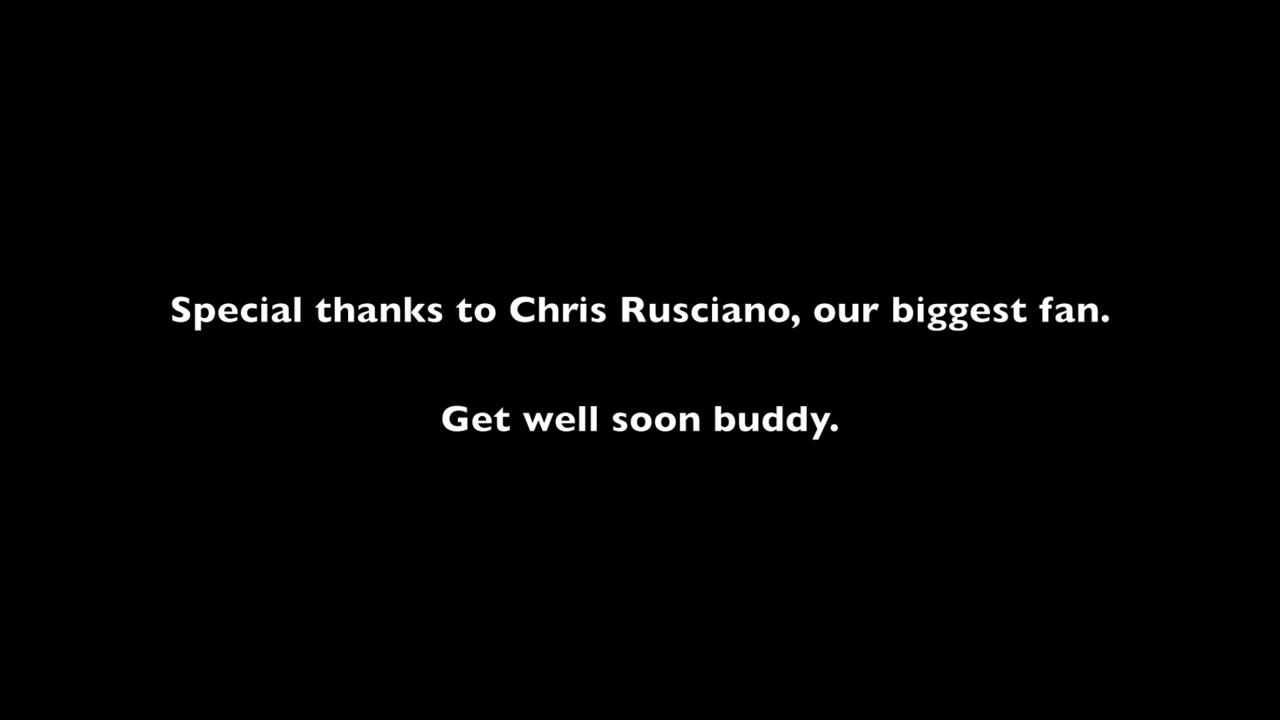 Special thanks to Chris Rusciano, our biggest fan.
Get well soon buddy.